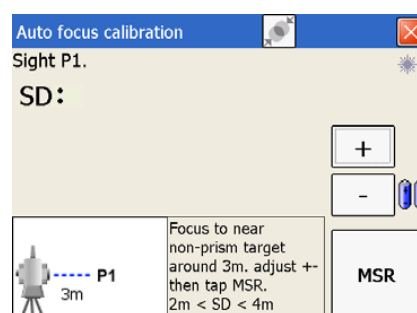 Auto focus calibration
Sight P1.
SD:
+
-
P1
3m
Focus to near
non-prism target
around 3m. adjust +-
then tap MSR.
2m < SD < 4m
MSR